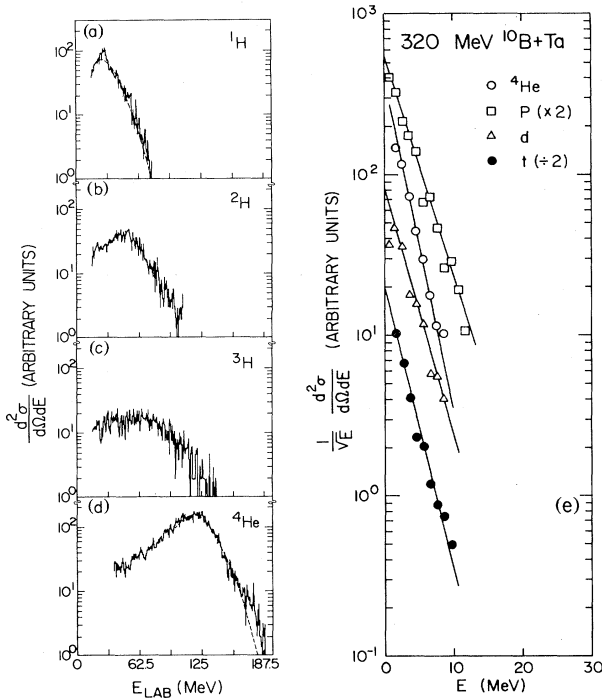 (a)
¹H
10²
10¹
10⁰
(b)
²H
10²
10¹
10⁰
(c)
³H
10²
10¹
10⁰
(d)
⁴He
10²
10¹
10⁰
0
62.5
125
187.5
E_LAB (MeV)
d²σ/dΩdE (ARBITRARY UNITS)
320 MeV ¹⁰B+Ta
○ ⁴He
□ P (×2)
△ d
● t (÷2)
10³
10²
10¹
10⁰
10⁻¹
(e)
0
10
20
30
E (MeV)
1/√E d²σ/dΩdE (ARBITRARY UNITS)